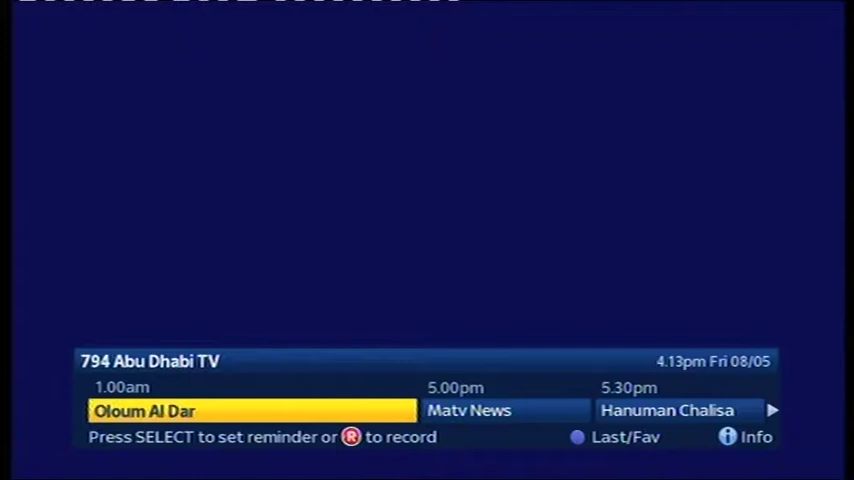 794 Abu Dhabi TV 4.13pm Fri 08/05
1.00am 5.00pm 5.30pm
Oloum Al Dar Matv News Hanuman Chalisa
Press SELECT to set reminder or R to record Last/Fav i Info